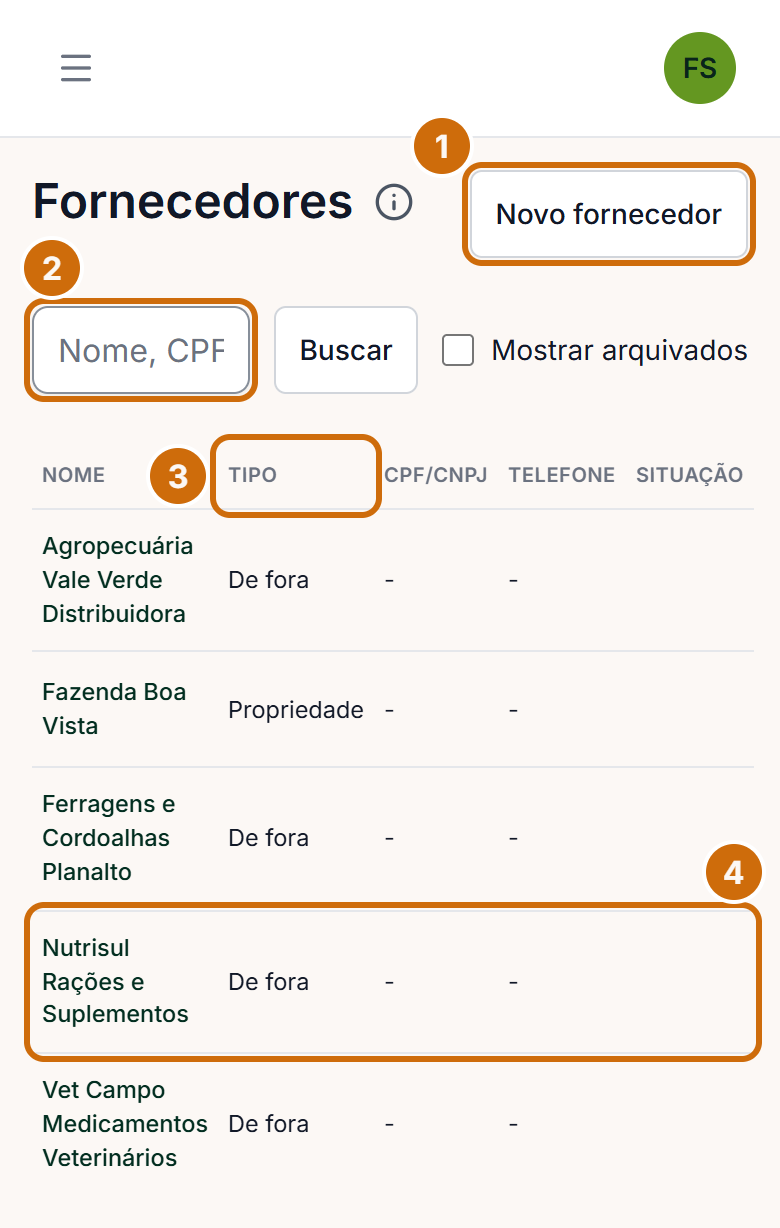 FS
1
Fornecedores
Novo fornecedor
2
Nome, CPF
Buscar
Mostrar arquivados
NOME
3
TIPO
CPF/CNPJ
TELEFONE
SITUAÇÃO
Agropecuária
Vale Verde
Distribuidora
De fora
-
-
Fazenda Boa
Vista
Propriedade
-
-
Ferragens e
Cordoalhas
Planalto
De fora
-
-
4
Nutrisul
Rações e
Suplementos
De fora
-
-
Vet Campo
Medicamentos
Veterinários
De fora
-
-